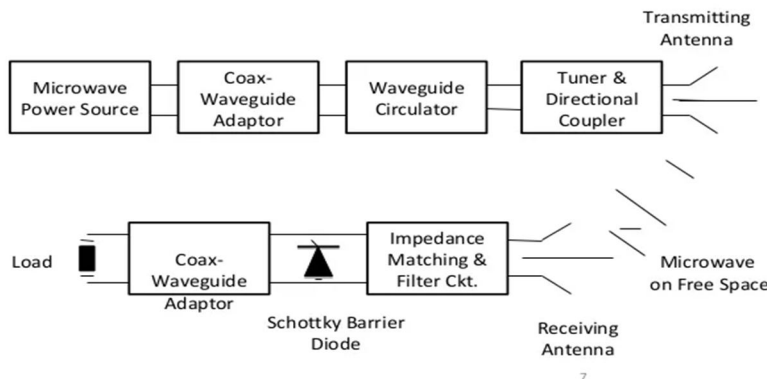 Transmitting
Antenna
Microwave
Power Source
Coax-
Waveguide
Adaptor
Waveguide
Circulator
Tuner &
Directional
Coupler
Load
Coax-
Waveguide
Adaptor
Schottky Barrier
Diode
Impedance
Matching &
Filter Ckt.
Receiving
Antenna
Microwave
on Free Space
7